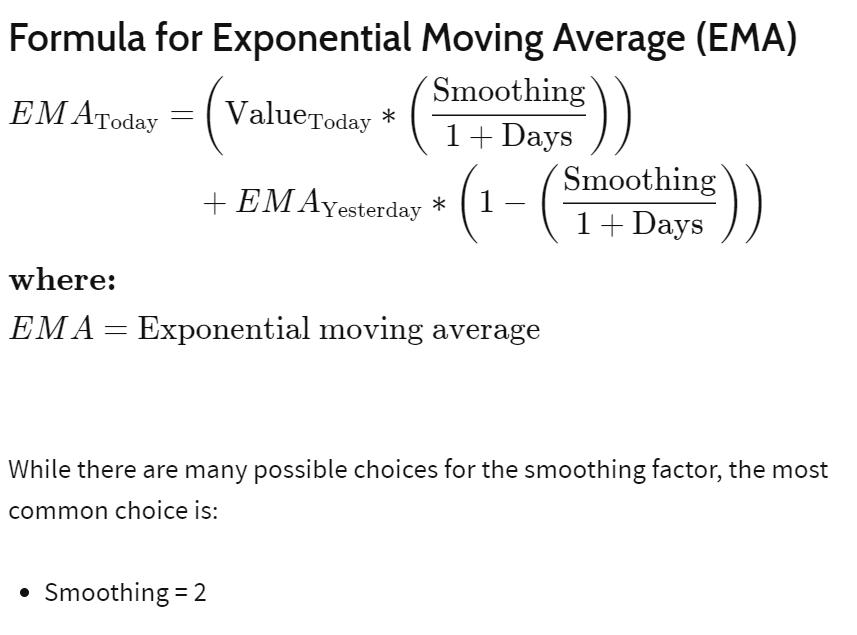 Formula for Exponential Moving Average (EMA)
EMA_Today = (Value_Today * (Smoothing / 1 + Days))
+ EMA_Yesterday * (1 − (Smoothing / 1 + Days))
where:
EMA = Exponential moving average
While there are many possible choices for the smoothing factor, the most
common choice is:
• Smoothing = 2